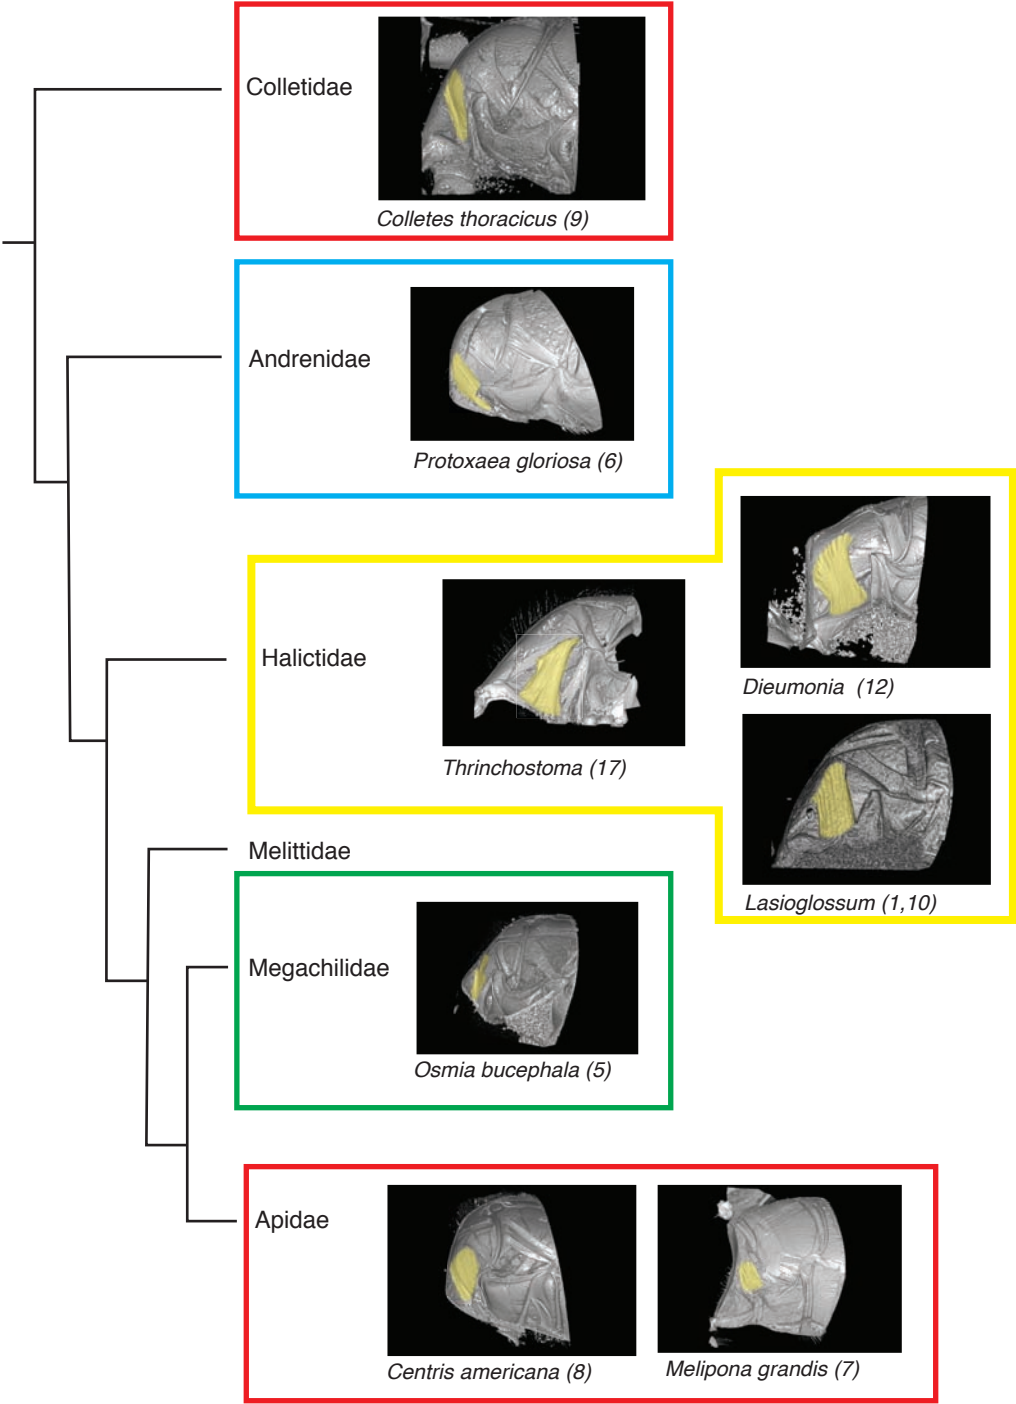 Colletidae
Colletes thoracicus (9)
Andrenidae
Protoxaea gloriosa (6)
Halictidae
Thrinchostoma (17)
Dieumonia (12)
Lasioglossum (1,10)
Melittidae
Megachilidae
Osmia bucephala (5)
Apidae
Centris americana (8)
Melipona grandis (7)